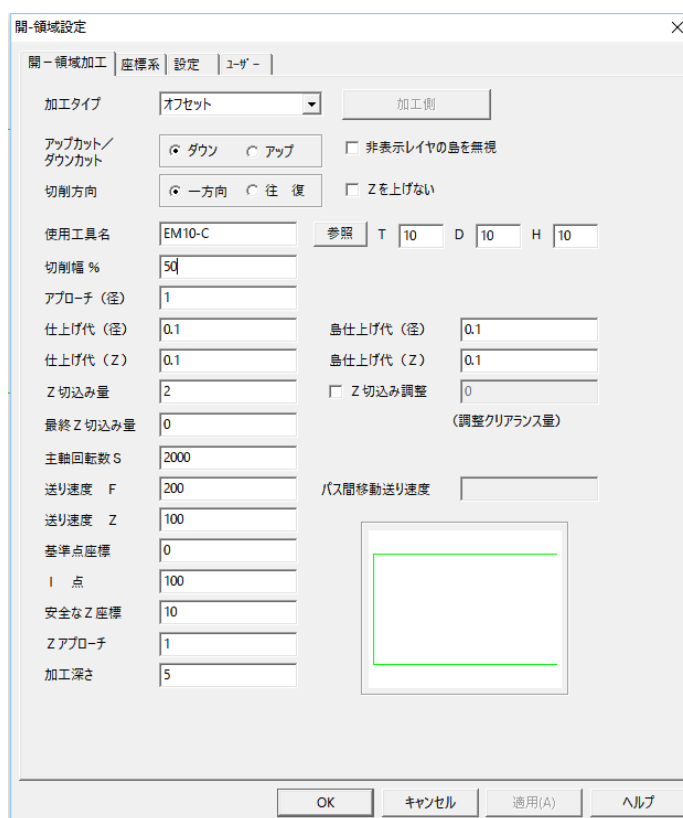 開-領域設定
開－領域加工 座標系 設定 ﾕｰｻﾞｰ
加工タイプ オフセット 加工側
アップカット／
ダウンカット
ダウン アップ 非表示レイヤの島を無視
切削方向 一方向 往 復 Ｚを上げない
使用工具名 EM10-C 参照 T 10 D 10 H 10
切削幅 % 50
アプローチ（径） 1
仕上げ代（径） 0.1 島仕上げ代（径） 0.1
仕上げ代（Ｚ） 0.1 島仕上げ代（Ｚ） 0.1
Ｚ切込み量 2 Ｚ切込み調整 0
最終Ｚ切込み量 0 （調整クリアランス量）
主軸回転数Ｓ 2000
送り速度 F 200 パス間移動送り速度
送り速度 Z 100
基準点座標 0
Ｉ 点 100
安全なＺ座標 10
Ｚアプローチ 1
加工深さ 5
OK キャンセル 適用(A) ヘルプ